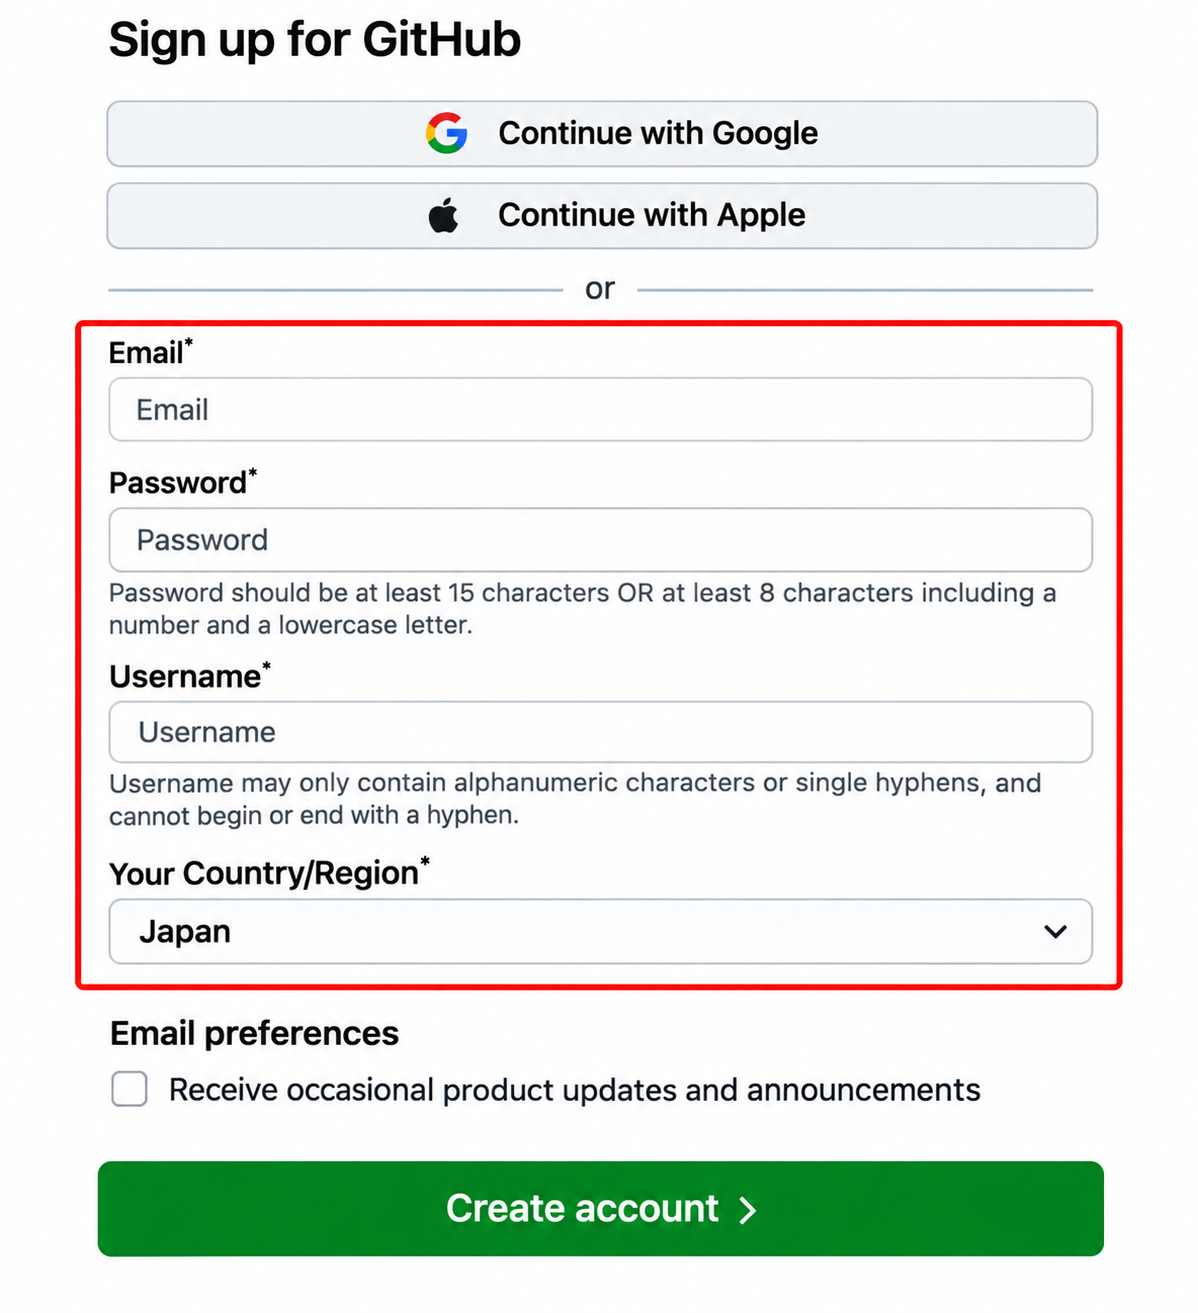 Sign up for GitHub
Continue with Google
Continue with Apple
or
Email*
Email
Password*
Password
Password should be at least 15 characters OR at least 8 characters including a
number and a lowercase letter.
Username*
Username
Username may only contain alphanumeric characters or single hyphens, and
cannot begin or end with a hyphen.
Your Country/Region*
Japan
Email preferences
Receive occasional product updates and announcements
Create account >